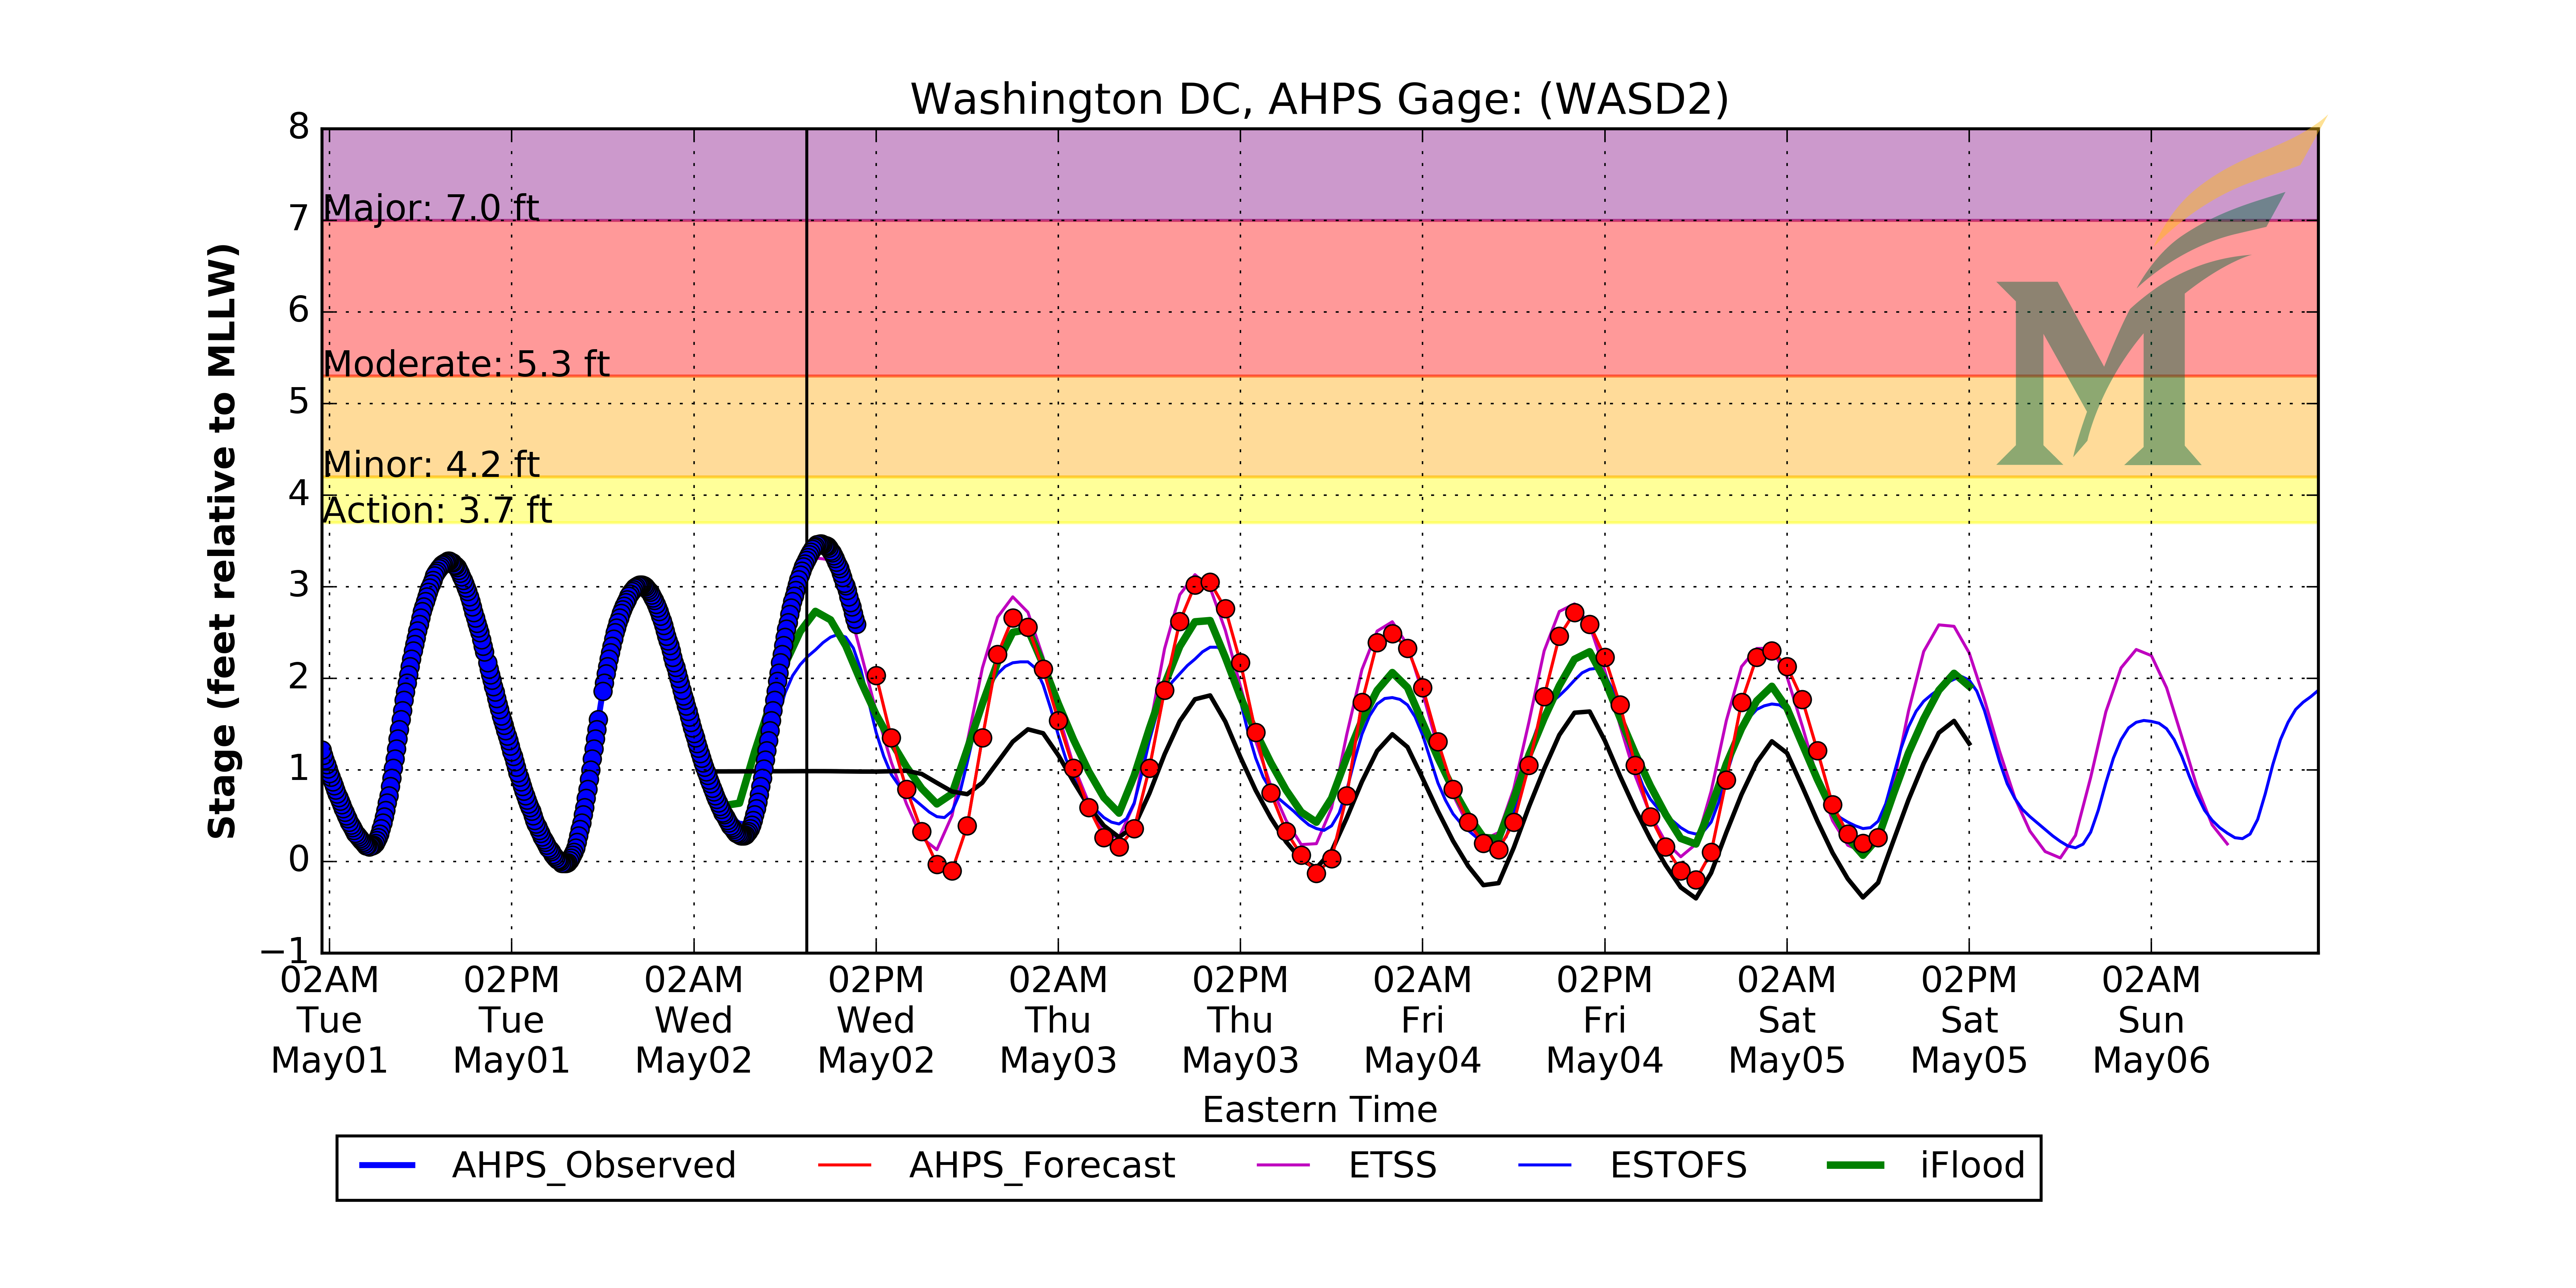 Washington DC, AHPS Gage: (WASD2)
8
7
6
5
4
3
2
1
0
−1
Stage (feet relative to MLLW)
Major: 7.0 ft
Moderate: 5.3 ft
Minor: 4.2 ft
Action: 3.7 ft
02AM 02PM 02AM 02PM 02AM 02PM 02AM 02PM 02AM 02PM 02AM
Tue Tue Wed Wed Thu Thu Fri Fri Sat Sat Sun
May01 May01 May02 May02 May03 May03 May04 May04 May05 May05 May06
Eastern Time
AHPS_Observed AHPS_Forecast ETSS ESTOFS iFlood
M